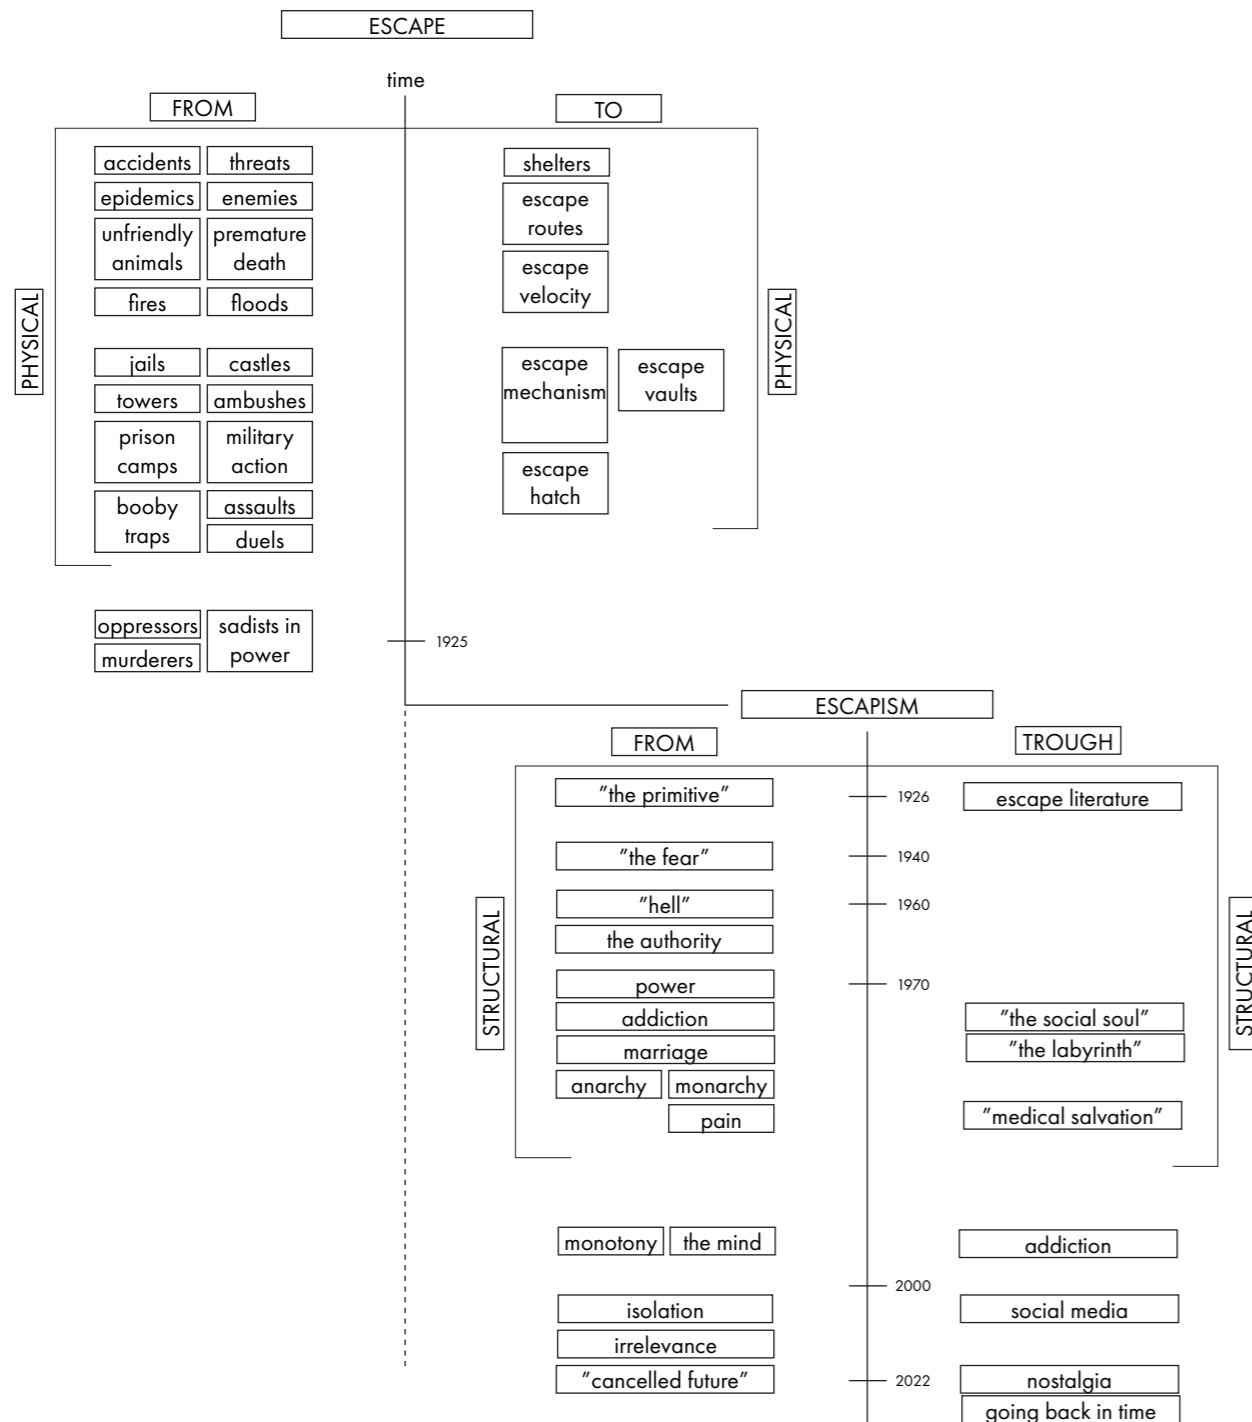 ESCAPE
time
FROM
TO
PHYSICAL
accidents
threats
epidemics
enemies
unfriendly
animals
premature
death
fires
floods
jails
castles
towers
ambushes
prison
camps
military
action
booby
traps
assaults
duels
oppressors
murderers
sadists in
power
shelters
escape
routes
escape
velocity
escape
mechanism
escape
vaults
escape
hatch
PHYSICAL
1925
ESCAPISM
FROM
TROUGH
STRUCTURAL
"the primitive"
1926
escape literature
"the fear"
1940
"hell"
1960
the authority
power
1970
addiction
"the social soul"
marriage
"the labyrinth"
anarchy
monarchy
pain
"medical salvation"
STRUCTURAL
monotony
the mind
addiction
2000
isolation
social media
irrelevance
"cancelled future"
2022
nostalgia
going back in time